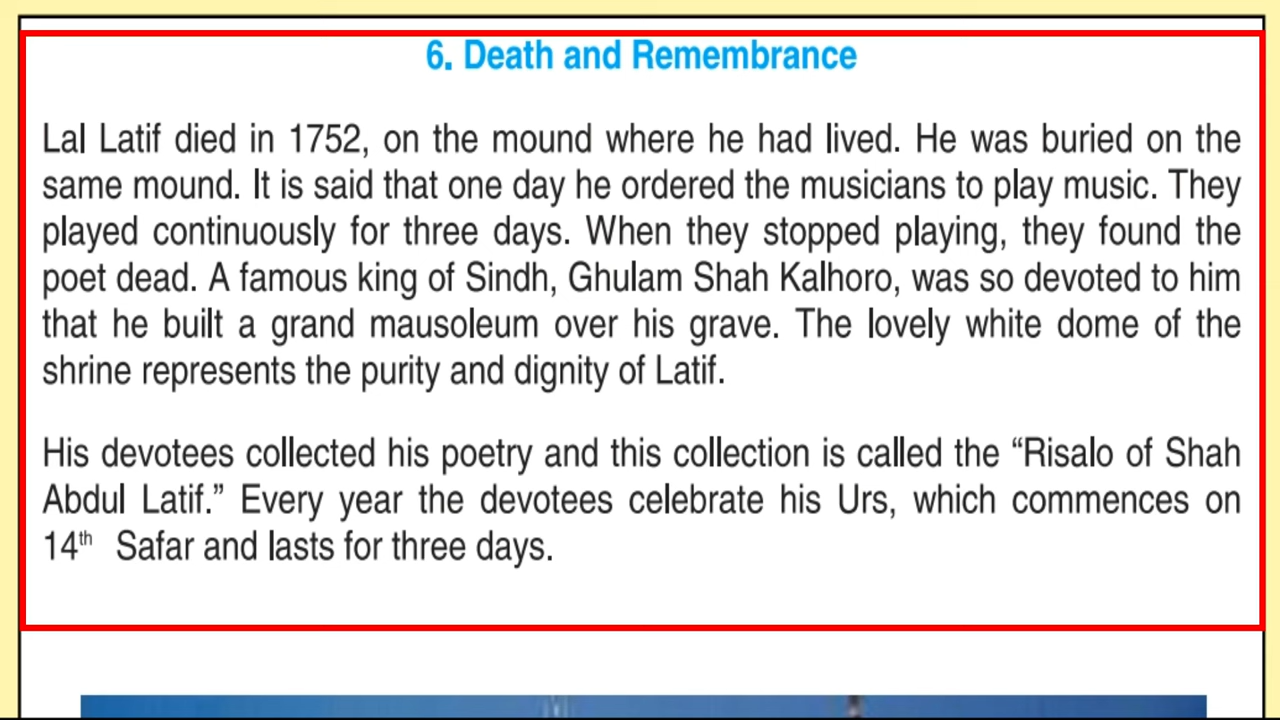 6. Death and Remembrance
Lal Latif died in 1752, on the mound where he had lived. He was buried on the
same mound. It is said that one day he ordered the musicians to play music. They
played continuously for three days. When they stopped playing, they found the
poet dead. A famous king of Sindh, Ghulam Shah Kalhoro, was so devoted to him
that he built a grand mausoleum over his grave. The lovely white dome of the
shrine represents the purity and dignity of Latif.
His devotees collected his poetry and this collection is called the “Risalo of Shah
Abdul Latif.” Every year the devotees celebrate his Urs, which commences on
14th Safar and lasts for three days.